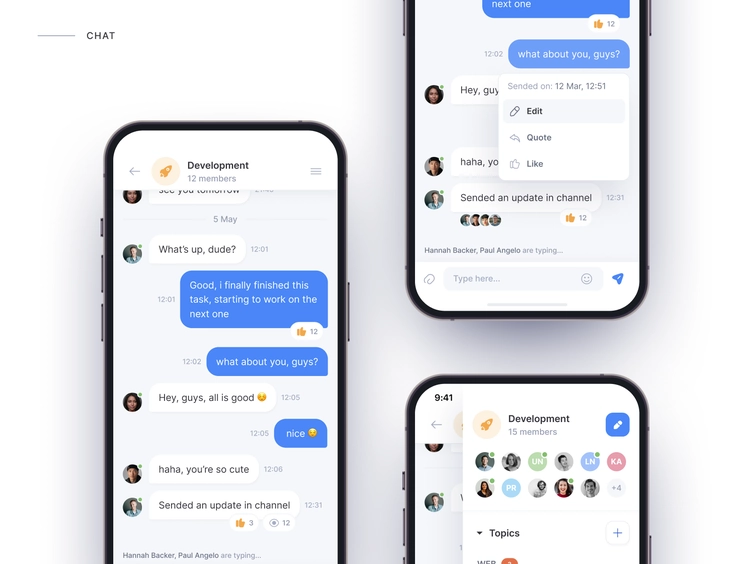 CHAT
Development
12 members
see you tomorrow
5 May
What's up, dude?
12:01
Good, i finally finished this
task, starting to work on the
next one
12:01
12
12:02
what about you, guys?
Hey, guys, all is good
12:05
12:05
nice
haha, you're so cute
12:06
Sended an update in channel
12:31
3
12
Hannah Backer, Paul Angelo are typing...
next one
12
12:02
what about you, guys?
Sended on: 12 Mar, 12:51
Hey, guy
Edit
Quote
haha, yo
Like
Sended an update in channel
12:31
12
Hannah Backer, Paul Angelo are typing...
Type here...
9:41
Development
15 members
UN
LN
KA
PR
+4
Topics
WEB